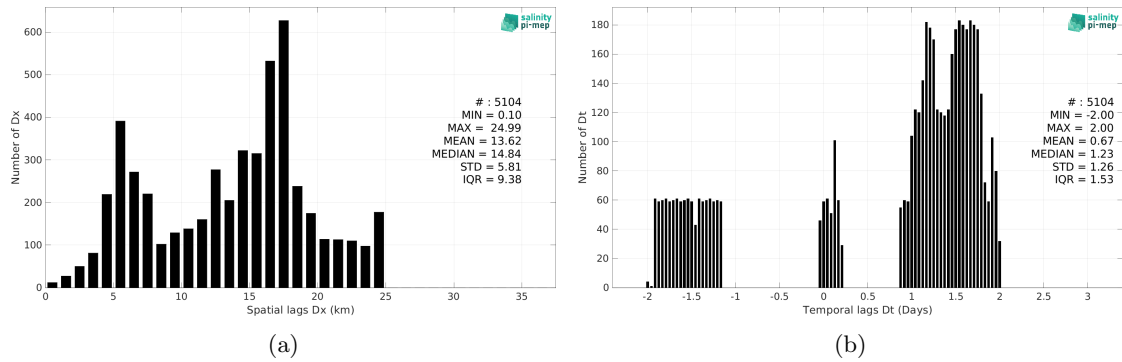 600
500
400
300
200
100
0
Number of Dx
0 5 10 15 20 25 30 35
Spatial lags Dx (km)
salinity
pi-mep
# : 5104
MIN = 0.10
MAX = 24.99
MEAN = 13.62
MEDIAN = 14.84
STD = 5.81
IQR = 9.38
(a)
180
160
140
120
100
80
60
40
20
0
Number of Dt
-2 -1.5 -1 -0.5 0 0.5 1 1.5 2 2.5 3
Temporal lags Dt (Days)
salinity
pi-mep
# : 5104
MIN = -2.00
MAX = 2.00
MEAN = 0.67
MEDIAN = 1.23
STD = 1.26
IQR = 1.53
(b)